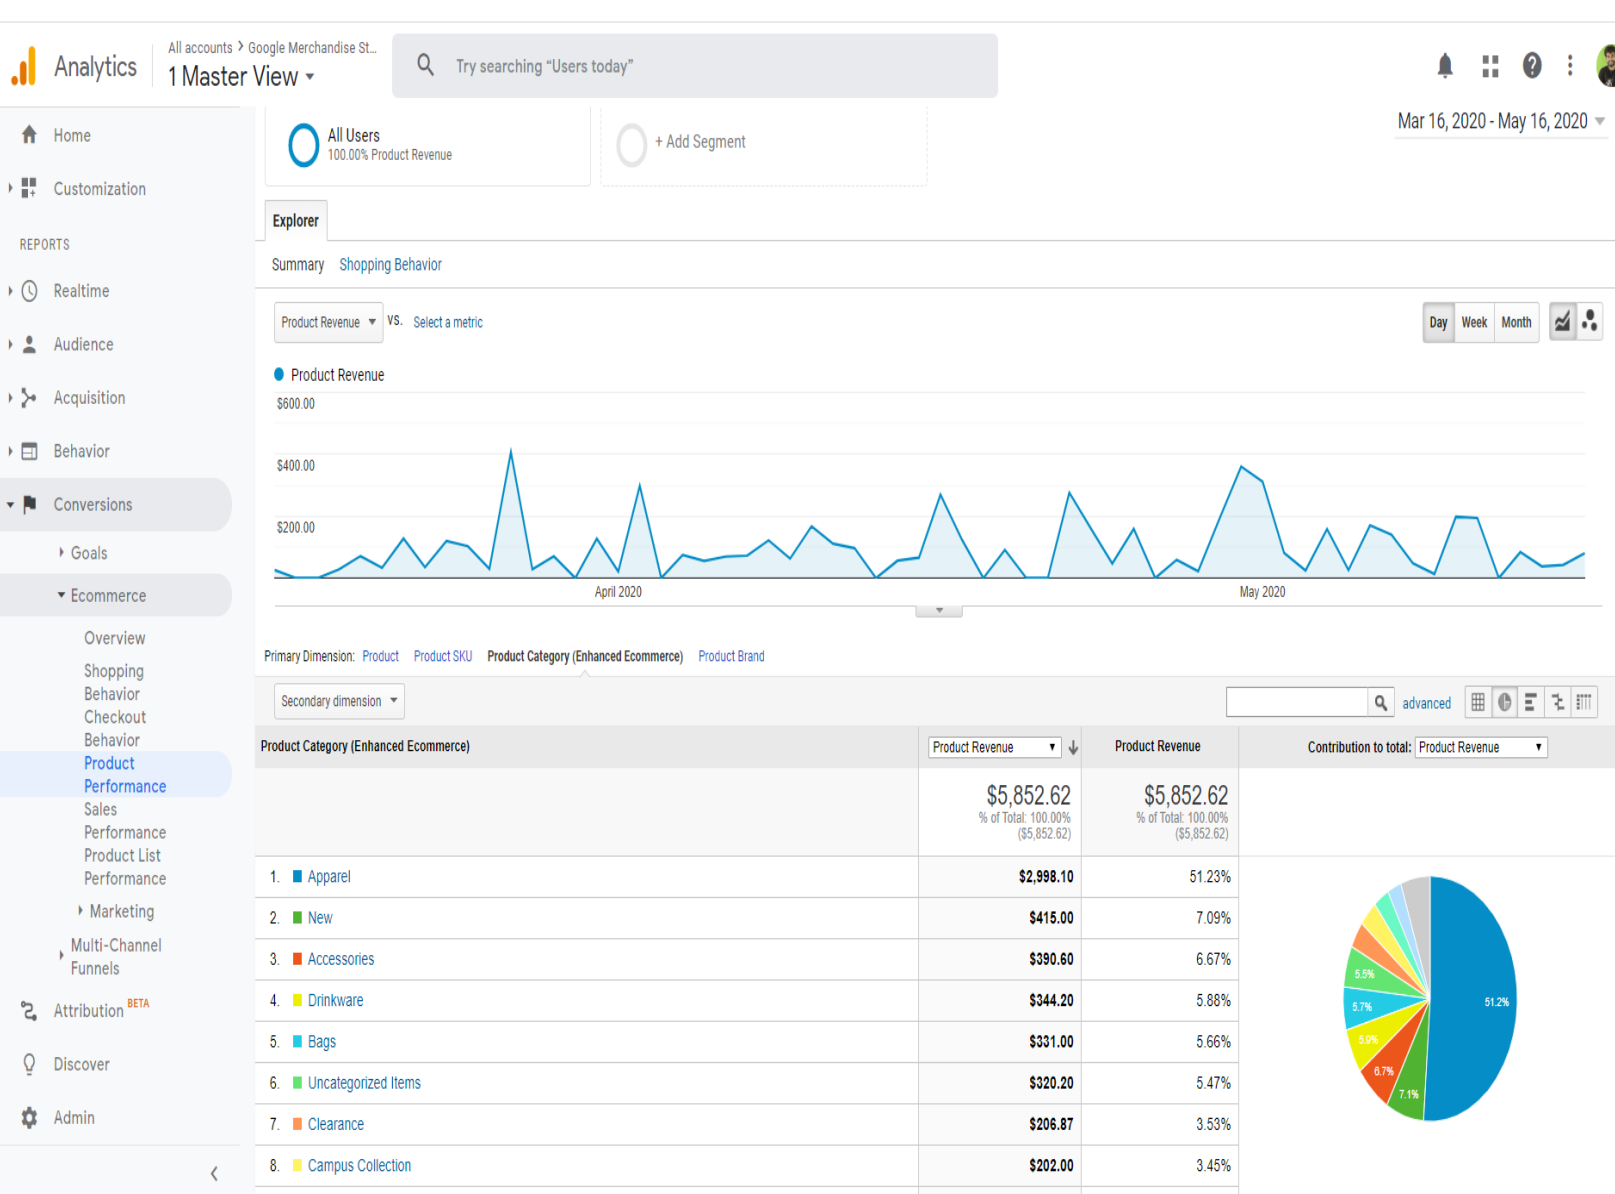 Analytics
All accounts > Google Merchandise St...
1 Master View
Try searching “Users today”
Home
Customization
REPORTS
Realtime
Audience
Acquisition
Behavior
Conversions
Goals
Ecommerce
Overview
Shopping
Behavior
Checkout
Behavior
Product
Performance
Sales
Performance
Product List
Performance
Marketing
Multi-Channel
Funnels
Attribution BETA
Discover
Admin
All Users
100.00% Product Revenue
+ Add Segment
Mar 16, 2020 - May 16, 2020
Explorer
Summary Shopping Behavior
Product Revenue VS. Select a metric
Day Week Month
Product Revenue
$600.00
$400.00
$200.00
April 2020 May 2020
Primary Dimension: Product Product SKU Product Category (Enhanced Ecommerce) Product Brand
Secondary dimension
advanced
Product Category (Enhanced Ecommerce) Product Revenue Product Revenue Contribution to total: Product Revenue
$5,852.62 $5,852.62
% of Total: 100.00% % of Total: 100.00%
($5,852.62) ($5,852.62)
1. Apparel $2,998.10 51.23%
2. New $415.00 7.09%
3. Accessories $390.60 6.67%
4. Drinkware $344.20 5.88%
5. Bags $331.00 5.66%
6. Uncategorized Items $320.20 5.47%
7. Clearance $206.87 3.53%
8. Campus Collection $202.00 3.45%
5.5%
51.2%
5.7%
5.9%
6.7%
7.1%